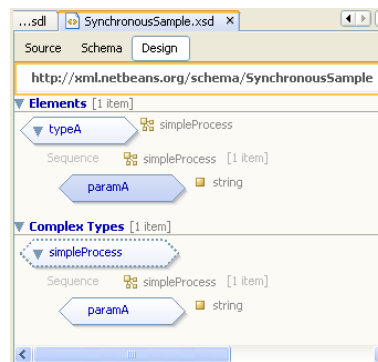 ...sdl SynchronousSample.xsd ×
Source Schema Design
http://xml.netbeans.org/schema/SynchronousSample
Elements [1 item]
typeA simpleProcess
Sequence simpleProcess [1 item]
paramA string
Complex Types [1 item]
simpleProcess
Sequence simpleProcess [1 item]
paramA string